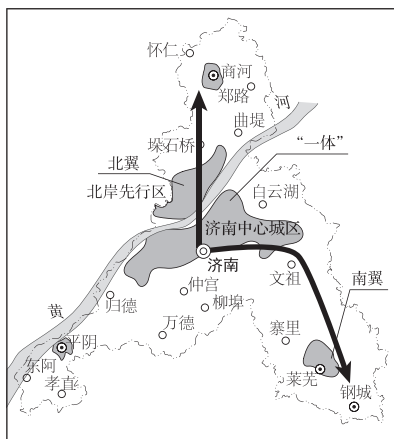 怀仁
商河
郑路
河
曲堤
垛石桥
“一体”
北翼
北岸先行区
白云湖
济南中心城区
济南
文祖
仲宫
南翼
归德
柳埠
黄
万德
寨里
平阴
东阿
孝直
莱芜
钢城